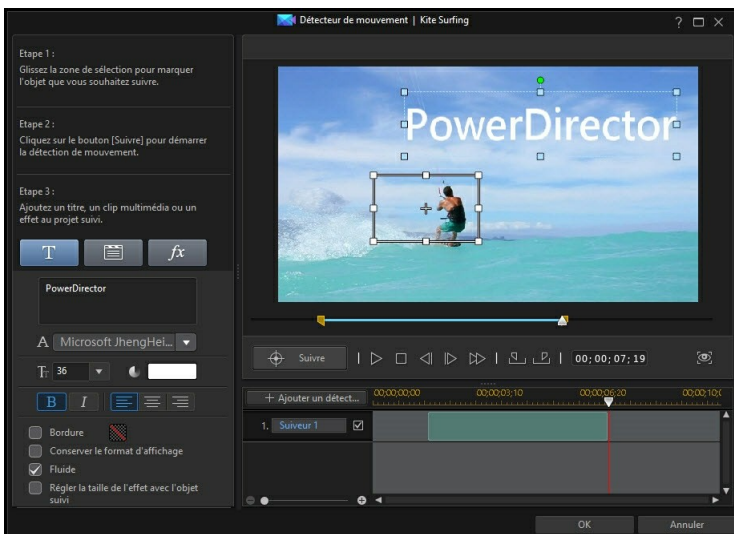 Détecteur de mouvement | Kite Surfing
Etape 1 :
Glissez la zone de sélection pour marquer
l'objet que vous souhaitez suivre.
Etape 2 :
Cliquez sur le bouton [Suivre] pour démarrer
la détection de mouvement.
Etape 3 :
Ajoutez un titre, un clip multimédia ou un
effet au projet suivi.
T fx
PowerDirector
A Microsoft JhengHei...
36
B I
Bordure
Conserver le format d'affichage
Fluide
Régler la taille de l'effet avec l'objet
suivi
PowerDirector
Suivre
00; 00; 07; 19
+ Ajouter un détect...
00;00;00;00 00;00;03;10 00;00;06;20 00;00;10;(
1. Suiveur 1
OK Annuler